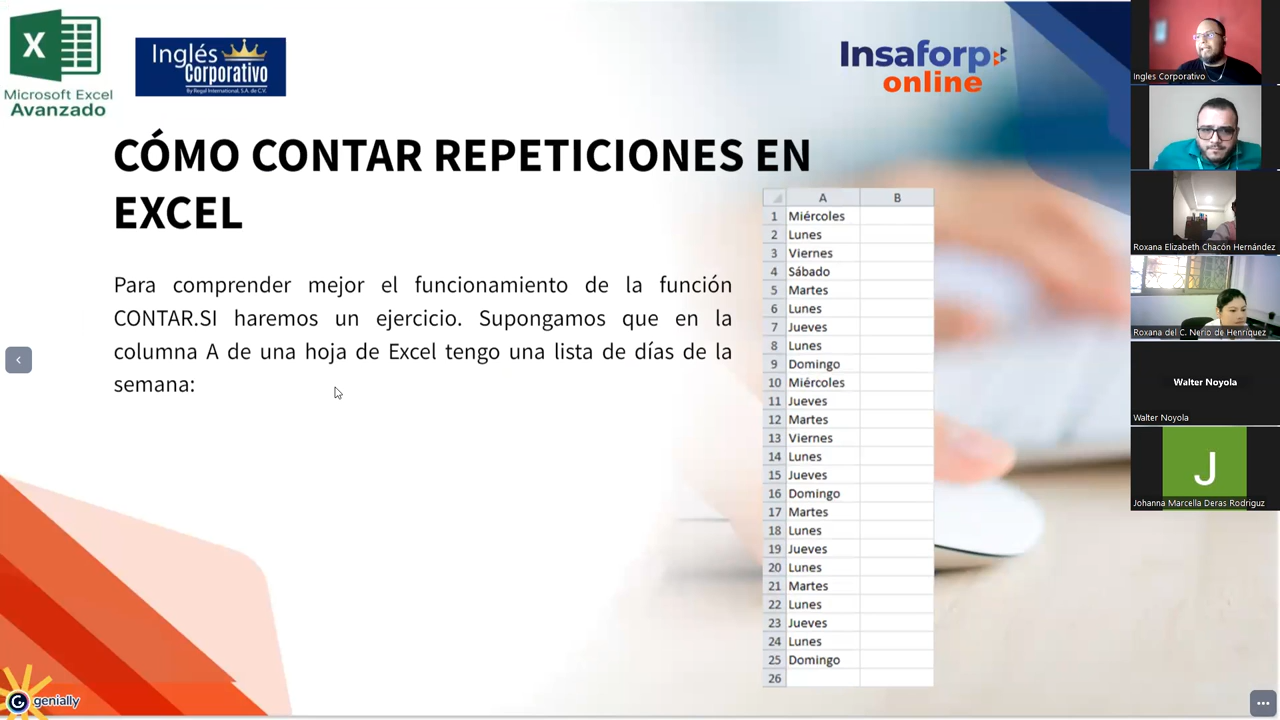 Microsoft Excel
Avanzado
Inglés
Corporativo
By Regal International, S.A. de C.V.
Insaforp
online
CÓMO CONTAR REPETICIONES EN
EXCEL
Para comprender mejor el funcionamiento de la función
CONTAR.SI haremos un ejercicio. Supongamos que en la
columna A de una hoja de Excel tengo una lista de días de la
semana:
A B
1 Miércoles
2 Lunes
3 Viernes
4 Sábado
5 Martes
6 Lunes
7 Jueves
8 Lunes
9 Domingo
10 Miércoles
11 Jueves
12 Martes
13 Viernes
14 Lunes
15 Jueves
16 Domingo
17 Martes
18 Lunes
19 Jueves
20 Lunes
21 Martes
22 Lunes
23 Jueves
24 Lunes
25 Domingo
26
genially
Ingles Corporativo
Roxana Elizabeth Chacón Hernández
Roxana del C. Nerio de Henríquez
Walter Noyola
Walter Noyola
J
Johanna Marcella Deras Rodríguz